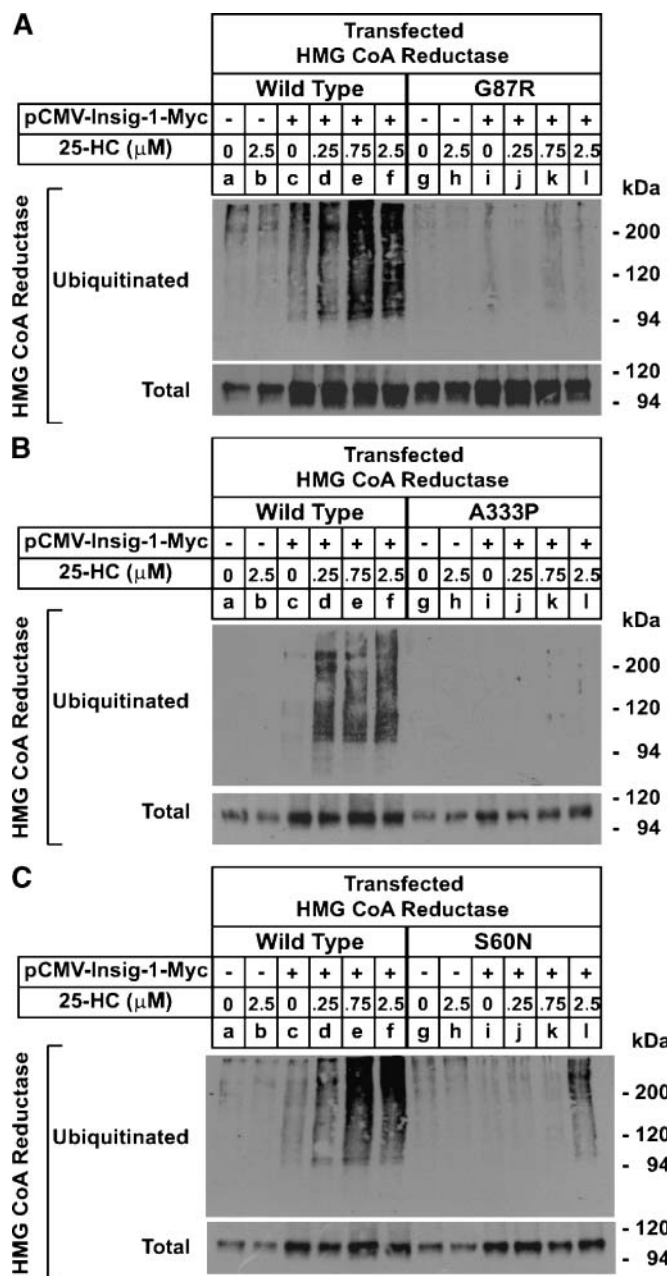 A
Transfected
HMG CoA Reductase
Wild Type G87R
pCMV-Insig-1-Myc - - + + + + - - + + + +
25-HC (μM) 0 2.5 0 .25 .75 2.5 0 2.5 0 .25 .75 2.5
a b c d e f g h i j k l
kDa
HMG CoA Reductase
Ubiquitinated
- 200
- 120
- 94
Total
- 120
- 94
B
Transfected
HMG CoA Reductase
Wild Type A333P
pCMV-Insig-1-Myc - - + + + + - - + + + +
25-HC (μM) 0 2.5 0 .25 .75 2.5 0 2.5 0 .25 .75 2.5
a b c d e f g h i j k l
kDa
HMG CoA Reductase
Ubiquitinated
- 200
- 120
- 94
Total
- 120
- 94
C
Transfected
HMG CoA Reductase
Wild Type S60N
pCMV-Insig-1-Myc - - + + + + - - + + + +
25-HC (μM) 0 2.5 0 .25 .75 2.5 0 2.5 0 .25 .75 2.5
a b c d e f g h i j k l
kDa
HMG CoA Reductase
Ubiquitinated
- 200
- 120
- 94
Total
- 120
- 94